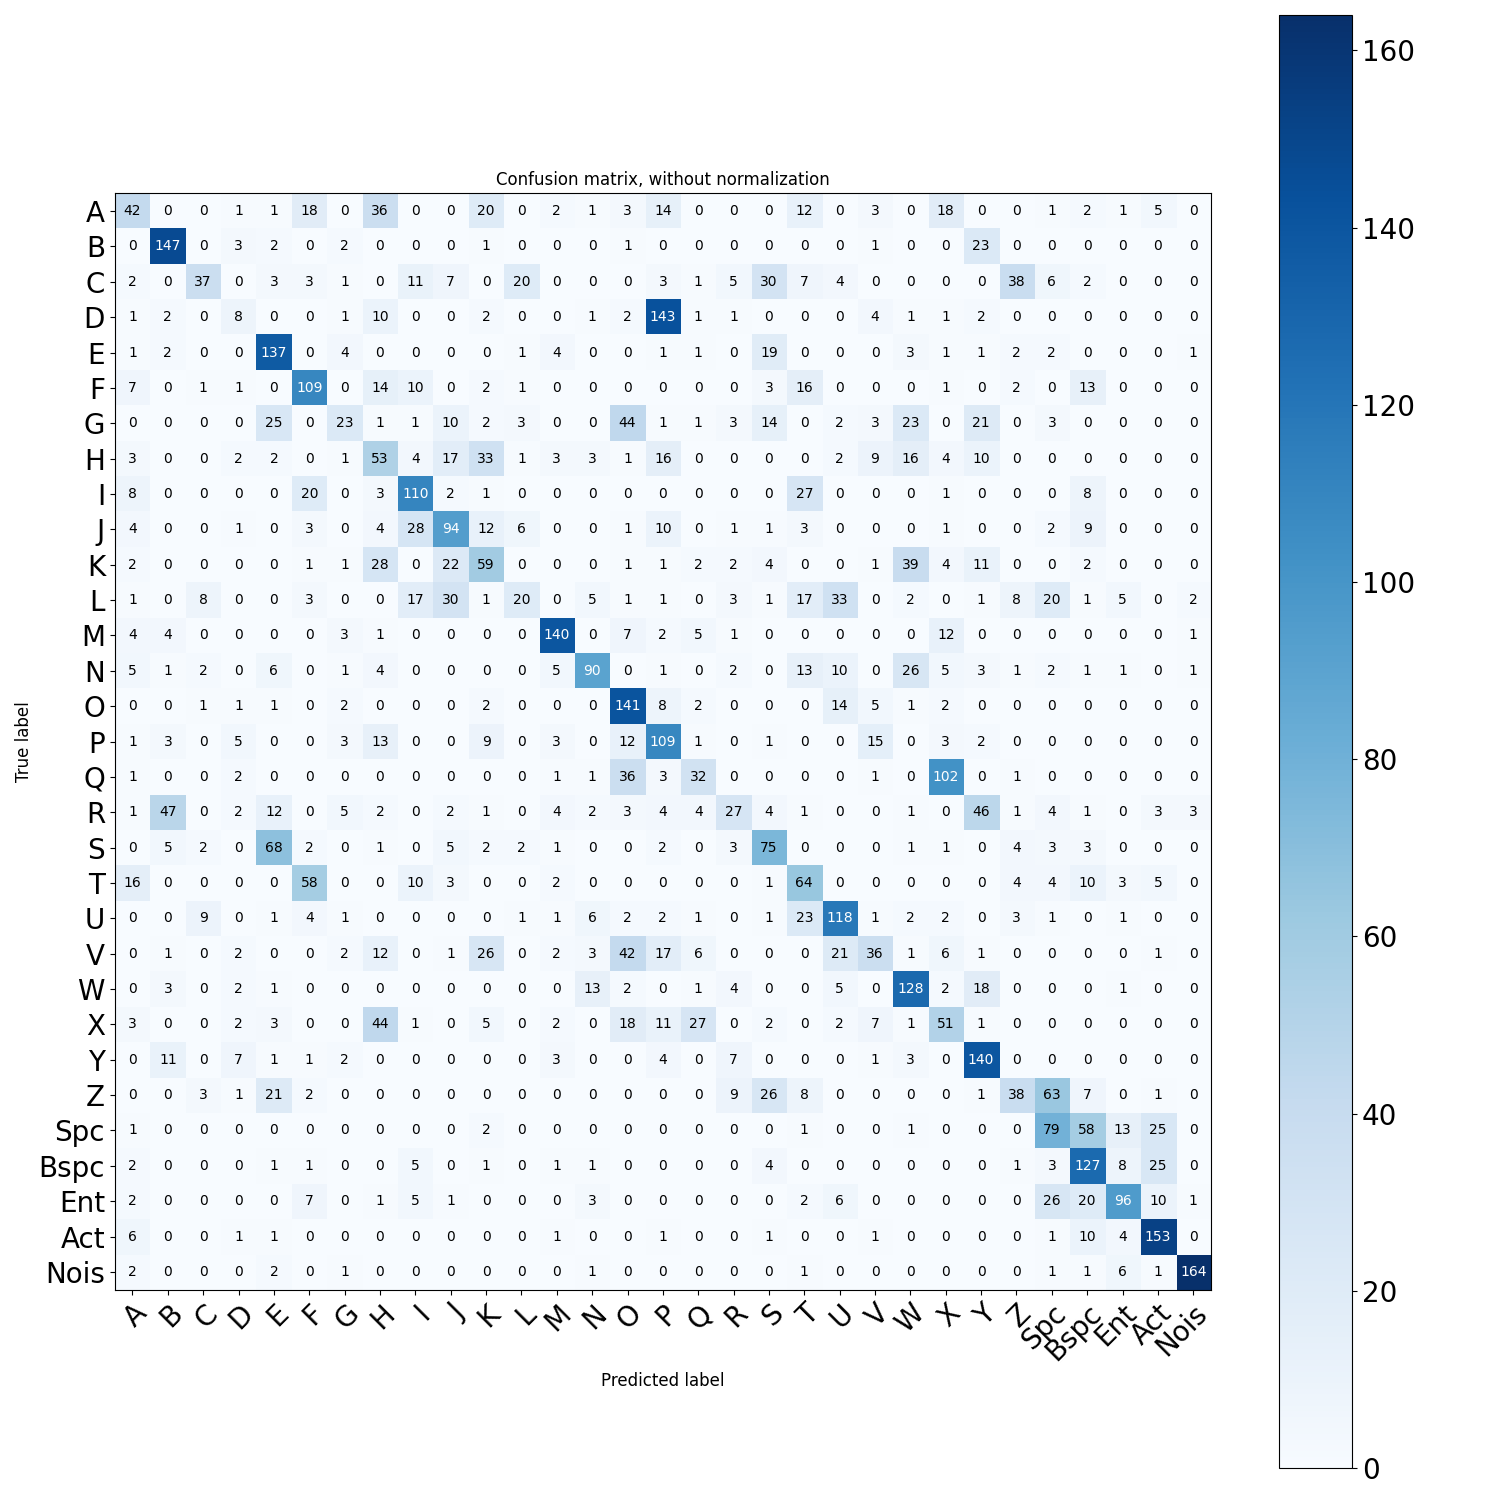 Confusion matrix, without normalization
A 42 0 0 1 1 18 0 36 0 0 20 0 2 1 3 14 0 0 0 12 0 3 0 18 0 0 1 2 1 5 0
B 0 147 0 3 2 0 2 0 0 0 1 0 0 0 1 0 0 0 0 0 0 1 0 0 23 0 0 0 0 0 0
C 2 0 37 0 3 3 1 0 11 7 0 20 0 0 0 3 1 5 30 7 4 0 0 0 0 38 6 2 0 0 0
D 1 2 0 8 0 0 1 10 0 0 2 0 0 1 2 143 1 1 0 0 0 4 1 1 2 0 0 0 0 0 0
E 1 2 0 0 137 0 4 0 0 0 0 1 4 0 0 1 1 0 19 0 0 0 3 1 1 2 2 0 0 0 1
F 7 0 1 1 0 109 0 14 10 0 2 1 0 0 0 0 0 0 3 16 0 0 0 1 0 2 0 13 0 0 0
G 0 0 0 0 25 0 23 1 1 10 2 3 0 0 44 1 1 3 14 0 2 3 23 0 21 0 3 0 0 0 0
H 3 0 0 2 2 0 1 53 4 17 33 1 3 3 1 16 0 0 0 0 2 9 16 4 10 0 0 0 0 0 0
I 8 0 0 0 0 20 0 3 110 2 1 0 0 0 0 0 0 0 0 27 0 0 0 1 0 0 0 8 0 0 0
J 4 0 0 1 0 3 0 4 28 94 12 6 0 0 1 10 0 1 1 3 0 0 0 1 0 0 2 9 0 0 0
K 2 0 0 0 0 1 1 28 0 22 59 0 0 0 1 1 2 2 4 0 0 1 39 4 11 0 0 2 0 0 0
L 1 0 8 0 0 3 0 0 17 30 1 20 0 5 1 1 0 3 1 17 33 0 2 0 1 8 20 1 5 0 2
M 4 4 0 0 0 0 3 1 0 0 0 0 140 0 7 2 5 1 0 0 0 0 0 12 0 0 0 0 0 0 1
N 5 1 2 0 6 0 1 4 0 0 0 0 5 90 0 1 0 2 0 13 10 0 26 5 3 1 2 1 1 0 1
O 0 0 1 1 1 0 2 0 0 0 2 0 0 0 141 8 2 0 0 0 14 5 1 2 0 0 0 0 0 0 0
P 1 3 0 5 0 0 3 13 0 0 9 0 3 0 12 109 1 0 1 0 0 15 0 3 2 0 0 0 0 0 0
Q 1 0 0 2 0 0 0 0 0 0 0 0 1 1 36 3 32 0 0 0 0 1 0 102 0 1 0 0 0 0 0
R 1 47 0 2 12 0 5 2 0 2 1 0 4 2 3 4 4 27 4 1 0 0 1 0 46 1 4 1 0 3 3
S 0 5 2 0 68 2 0 1 0 5 2 2 1 0 0 2 0 3 75 0 0 0 1 1 0 4 3 3 0 0 0
T 16 0 0 0 0 58 0 0 10 3 0 0 2 0 0 0 0 0 1 64 0 0 0 0 0 4 4 10 3 5 0
U 0 0 9 0 1 4 1 0 0 0 0 1 1 6 2 2 1 0 1 23 118 1 2 2 0 3 1 0 1 0 0
V 0 1 0 2 0 0 2 12 0 1 26 0 2 3 42 17 6 0 0 0 21 36 1 6 1 0 0 0 0 1 0
W 0 3 0 2 1 0 0 0 0 0 0 0 0 13 2 0 1 4 0 0 5 0 128 2 18 0 0 0 1 0 0
X 3 0 0 2 3 0 0 44 1 0 5 0 2 0 18 11 27 0 2 0 2 7 1 51 1 0 0 0 0 0 0
Y 0 11 0 7 1 1 2 0 0 0 0 0 3 0 0 4 0 7 0 0 0 1 3 0 140 0 0 0 0 0 0
Z 0 0 3 1 21 2 0 0 0 0 0 0 0 0 0 0 0 9 26 8 0 0 0 0 1 38 63 7 0 1 0
Spc 1 0 0 0 0 0 0 0 0 0 2 0 0 0 0 0 0 0 0 1 0 0 1 0 0 0 79 58 13 25 0
Bspc 2 0 0 0 1 1 0 0 5 0 1 0 1 1 0 0 0 0 4 0 0 0 0 0 0 1 3 127 8 25 0
Ent 2 0 0 0 0 7 0 1 5 1 0 0 0 3 0 0 0 0 0 2 6 0 0 0 0 0 26 20 96 10 1
Act 6 0 0 1 1 0 0 0 0 0 0 0 1 0 0 1 0 0 1 0 0 1 0 0 0 0 1 10 4 153 0
Nois 2 0 0 0 2 0 1 0 0 0 0 0 0 1 0 0 0 0 0 1 0 0 0 0 0 0 1 1 6 1 164
A B C D E F G H I J K L M N O P Q R S T U V W X Y Z Spc Bspc Ent Act Nois
Predicted label
True label
160
140
120
100
80
60
40
20
0